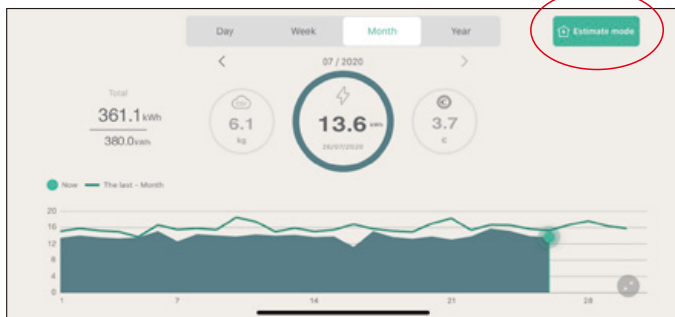 Day Week Month Year
Estimate mode
07 / 2020
Total
361.1 kWh
380.0 kWh
6.1
kg
13.6 kWh
26/07/2020
3.7
€
Now The last - Month
20
16
12
8
4
0
1 7 14 21 28